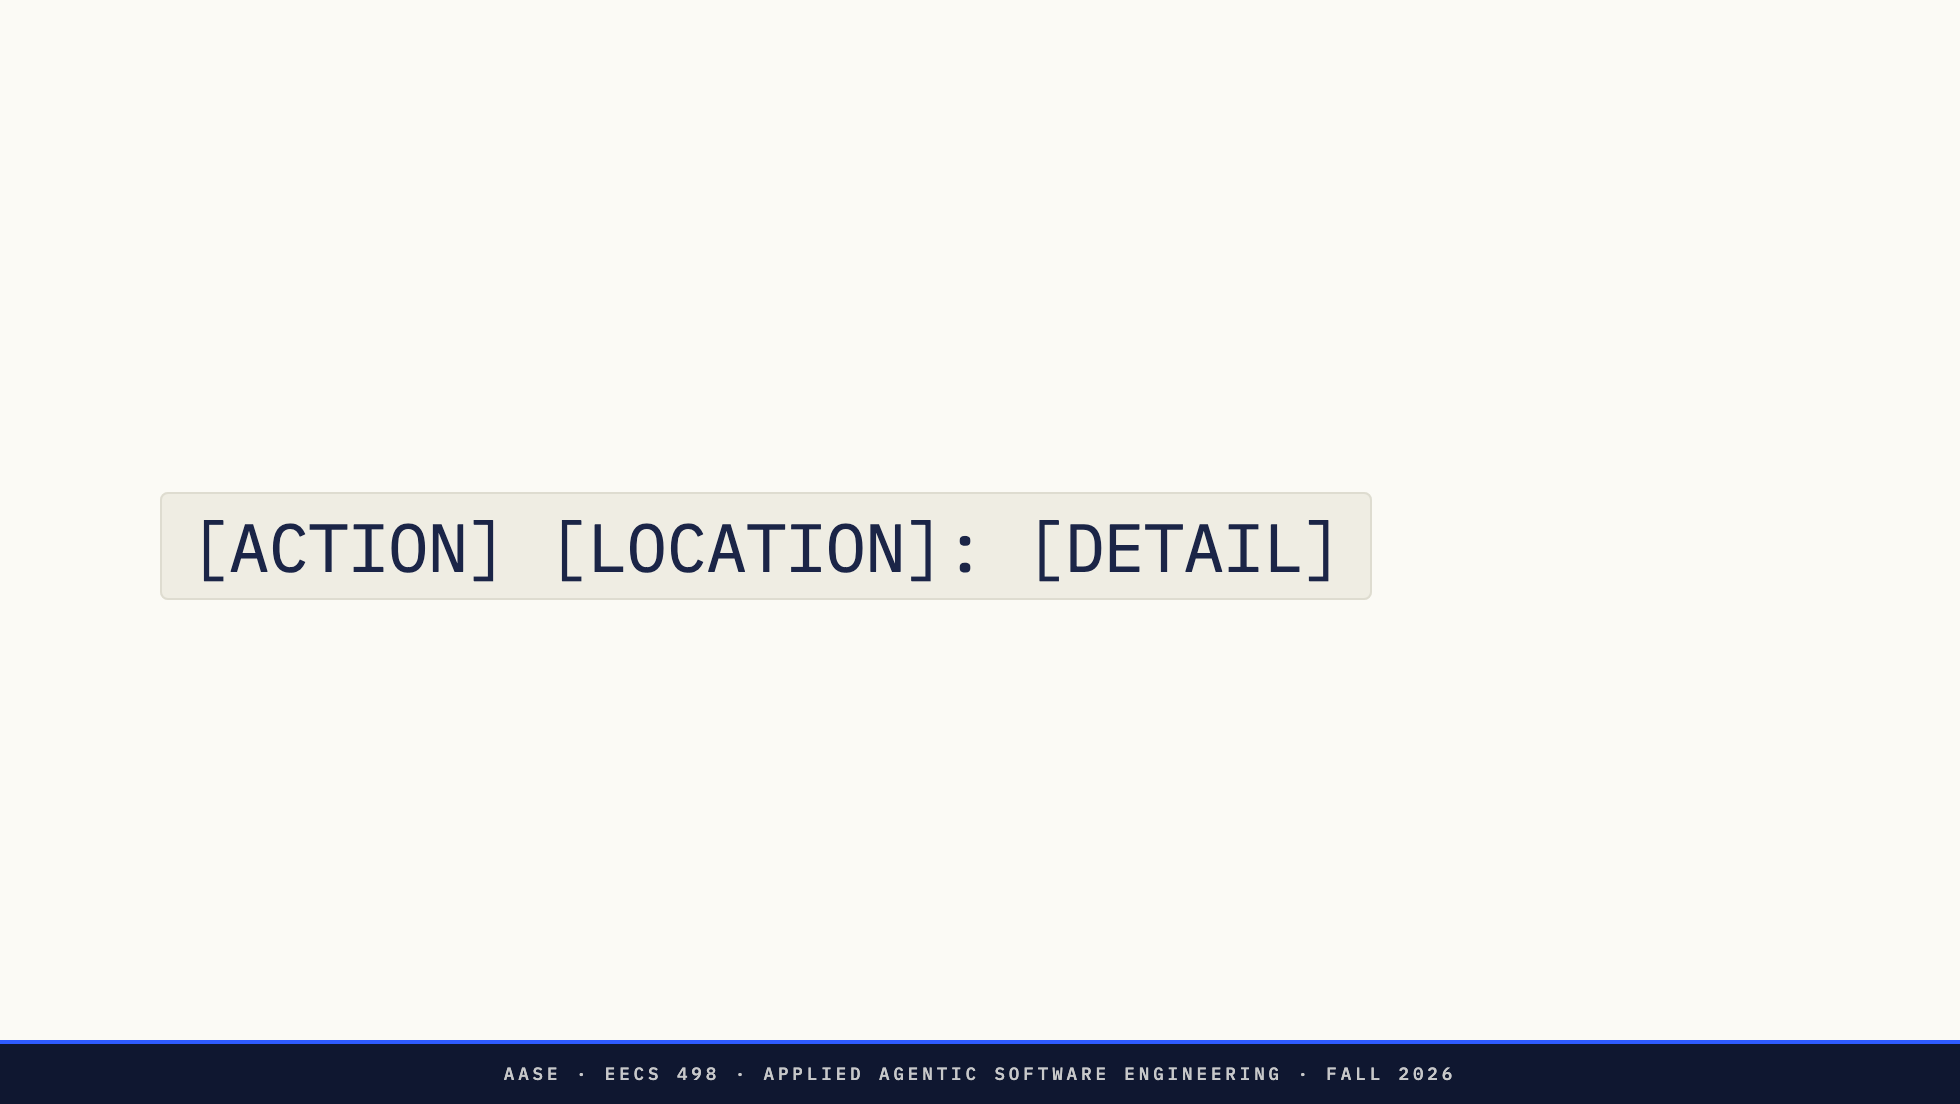 [ACTION] [LOCATION]: [DETAIL]
AASE · EECS 498 · APPLIED AGENTIC SOFTWARE ENGINEERING · FALL 2026